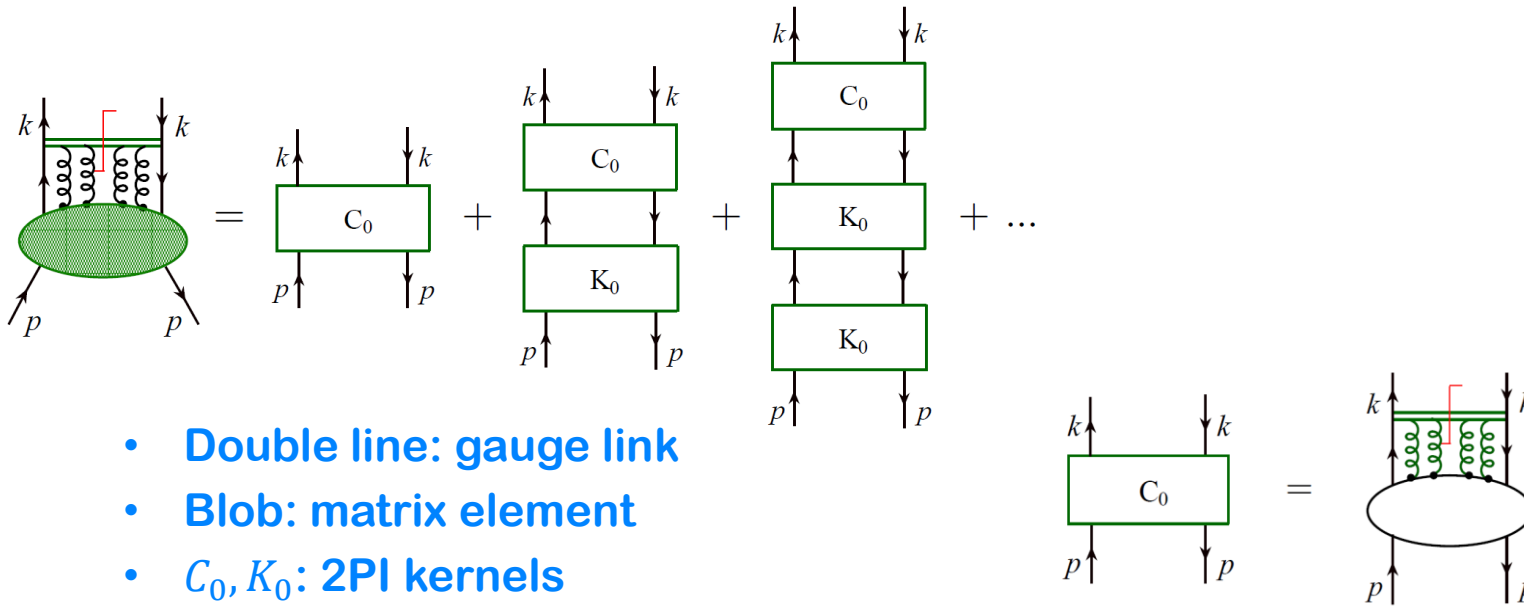 k k
p p
=
k k
C₀
p p
+
k k
C₀
K₀
p p
+
k k
C₀
K₀
K₀
p p
+ ...
• Double line: gauge link
• Blob: matrix element
• C₀, K₀: 2PI kernels
k k
C₀
p p
=
k k
p p